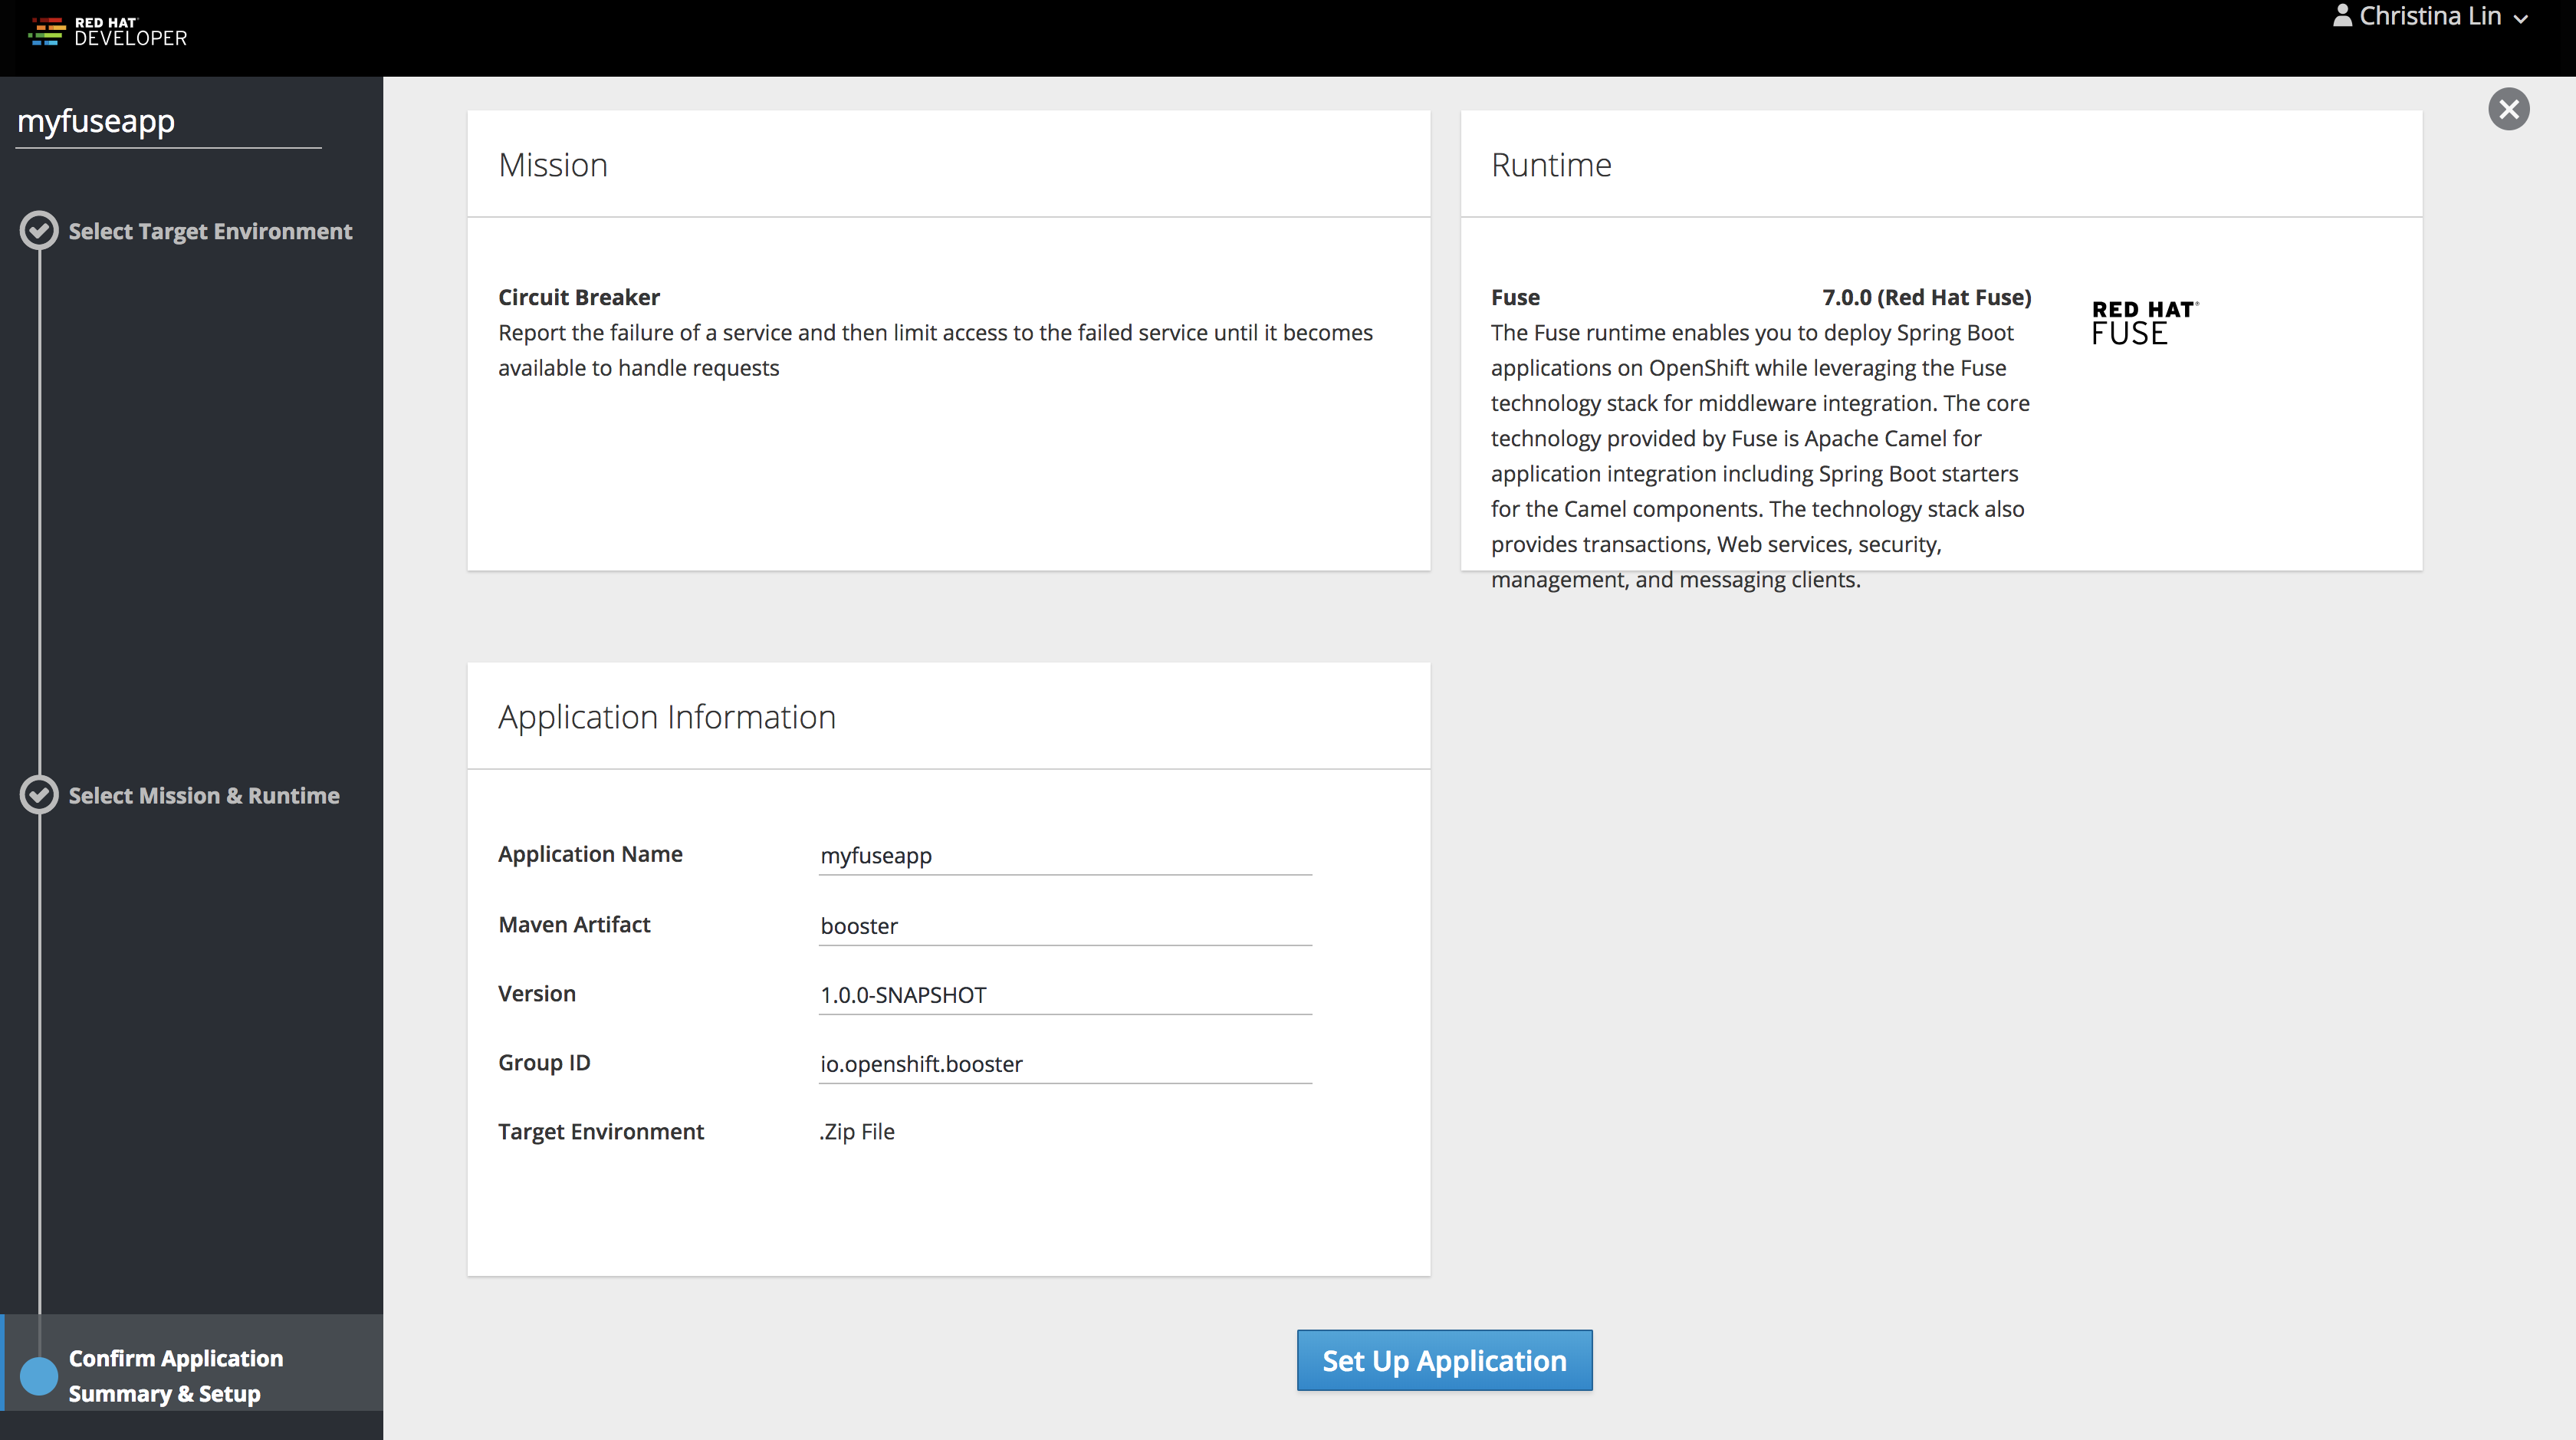 RED HAT
DEVELOPER
Christina Lin
myfuseapp
Select Target Environment
Select Mission & Runtime
Confirm Application
Summary & Setup
Mission
Circuit Breaker
Report the failure of a service and then limit access to the failed service until it becomes
available to handle requests
Runtime
Fuse 7.0.0 (Red Hat Fuse)
The Fuse runtime enables you to deploy Spring Boot
applications on OpenShift while leveraging the Fuse
technology stack for middleware integration. The core
technology provided by Fuse is Apache Camel for
application integration including Spring Boot starters
for the Camel components. The technology stack also
provides transactions, Web services, security,
management, and messaging clients.
RED HAT®
FUSE
Application Information
Application Name myfuseapp
Maven Artifact booster
Version 1.0.0-SNAPSHOT
Group ID io.openshift.booster
Target Environment .Zip File
Set Up Application